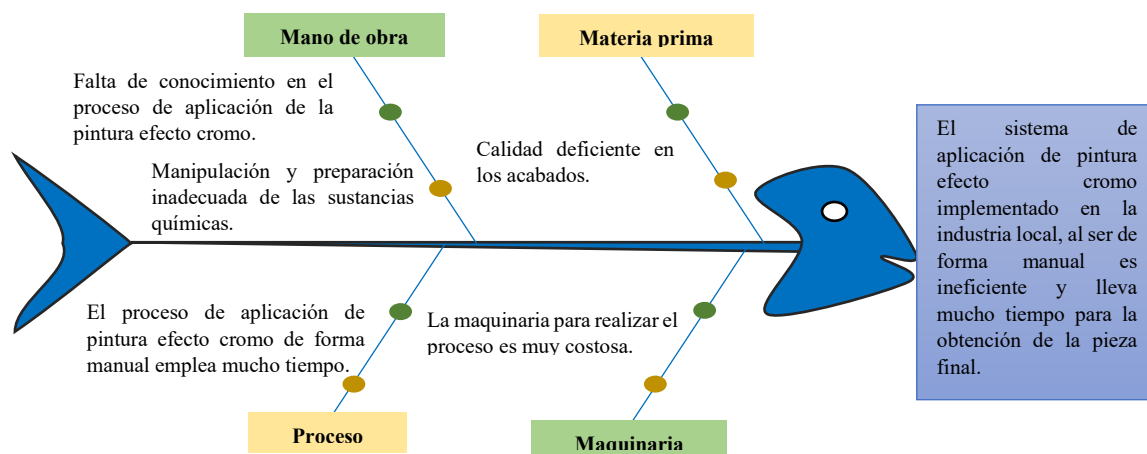 Mano de obra
Materia prima
Falta de conocimiento en el
proceso de aplicación de la
pintura efecto cromo.
Manipulación y preparación
inadecuada de las sustancias
químicas.
Calidad deficiente en
los acabados.
El sistema de
aplicación de pintura
efecto cromo
implementado en la
industria local, al ser de
forma manual es
ineficiente y lleva
mucho tiempo para la
obtención de la pieza
final.
El proceso de aplicación de
pintura efecto cromo de forma
manual emplea mucho tiempo.
La maquinaria para realizar el
proceso es muy costosa.
Proceso
Maquinaria